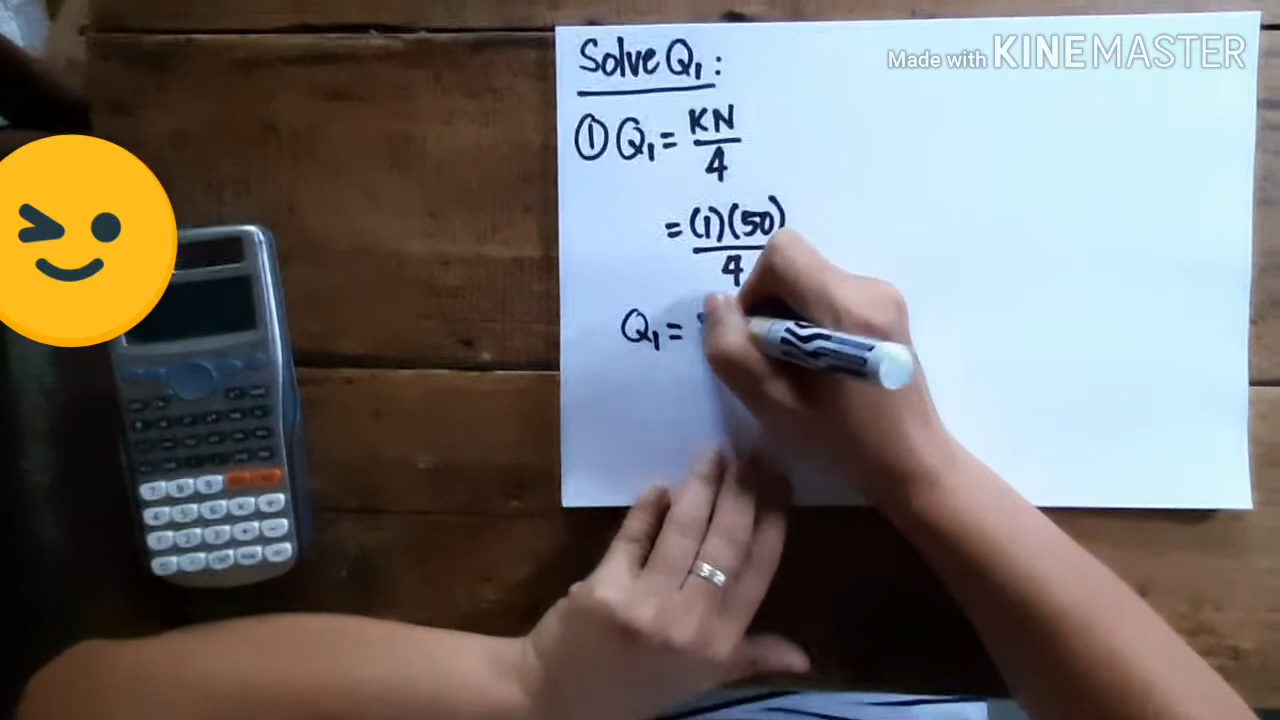 Made with KINEMASTER
Solve Q₁:
① Q₁ = KN/4
= (1)(50)/4
Q₁ =